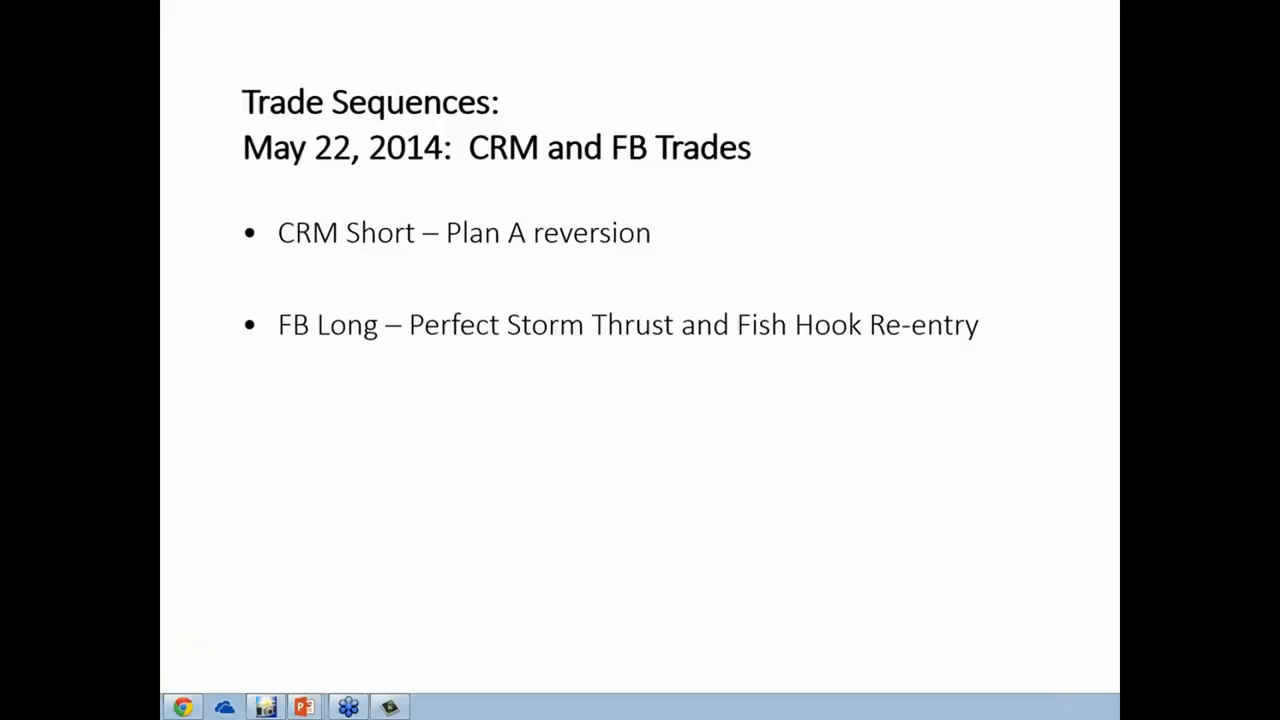 Trade Sequences:
May 22, 2014: CRM and FB Trades
• CRM Short – Plan A reversion
• FB Long – Perfect Storm Thrust and Fish Hook Re-entry